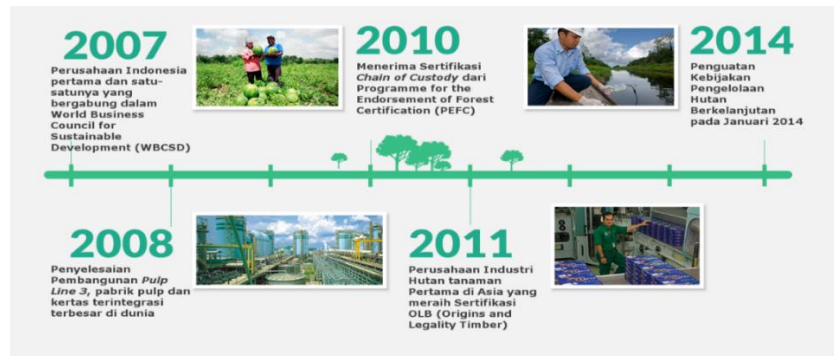 2007
Perusahaan Indonesia
pertama dan satu-
satunya yang
bergabung dalam
World Business
Council for
Sustainable
Development (WBCSD)
2010
Menerima Sertifikasi
Chain of Custody dari
Programme for the
Endorsement of Forest
Certification (PEFC)
2014
Penguatan
Kebijakan
Pengelolaan
Hutan
Berkelanjutan
pada Januari 2014
2008
Penyelesaian
Pembangunan Pulp
Line 3, pabrik pulp dan
kertas terintegrasi
terbesar di dunia
2011
Perusahaan Industri
Hutan tanaman
Pertama di Asia yang
meraih Sertifikasi
OLB (Origins and
Legality Timber)